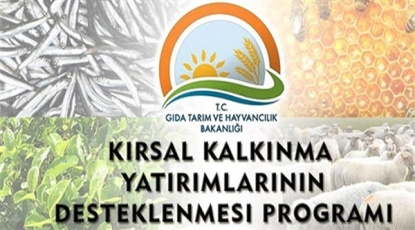 T.C.
GIDA TARIM VE HAYVANCILIK
BAKANLIĞI
KIRSAL KALKINMA
YATIRIMLARININ
DESTEKLENMESİ PROGRAMI